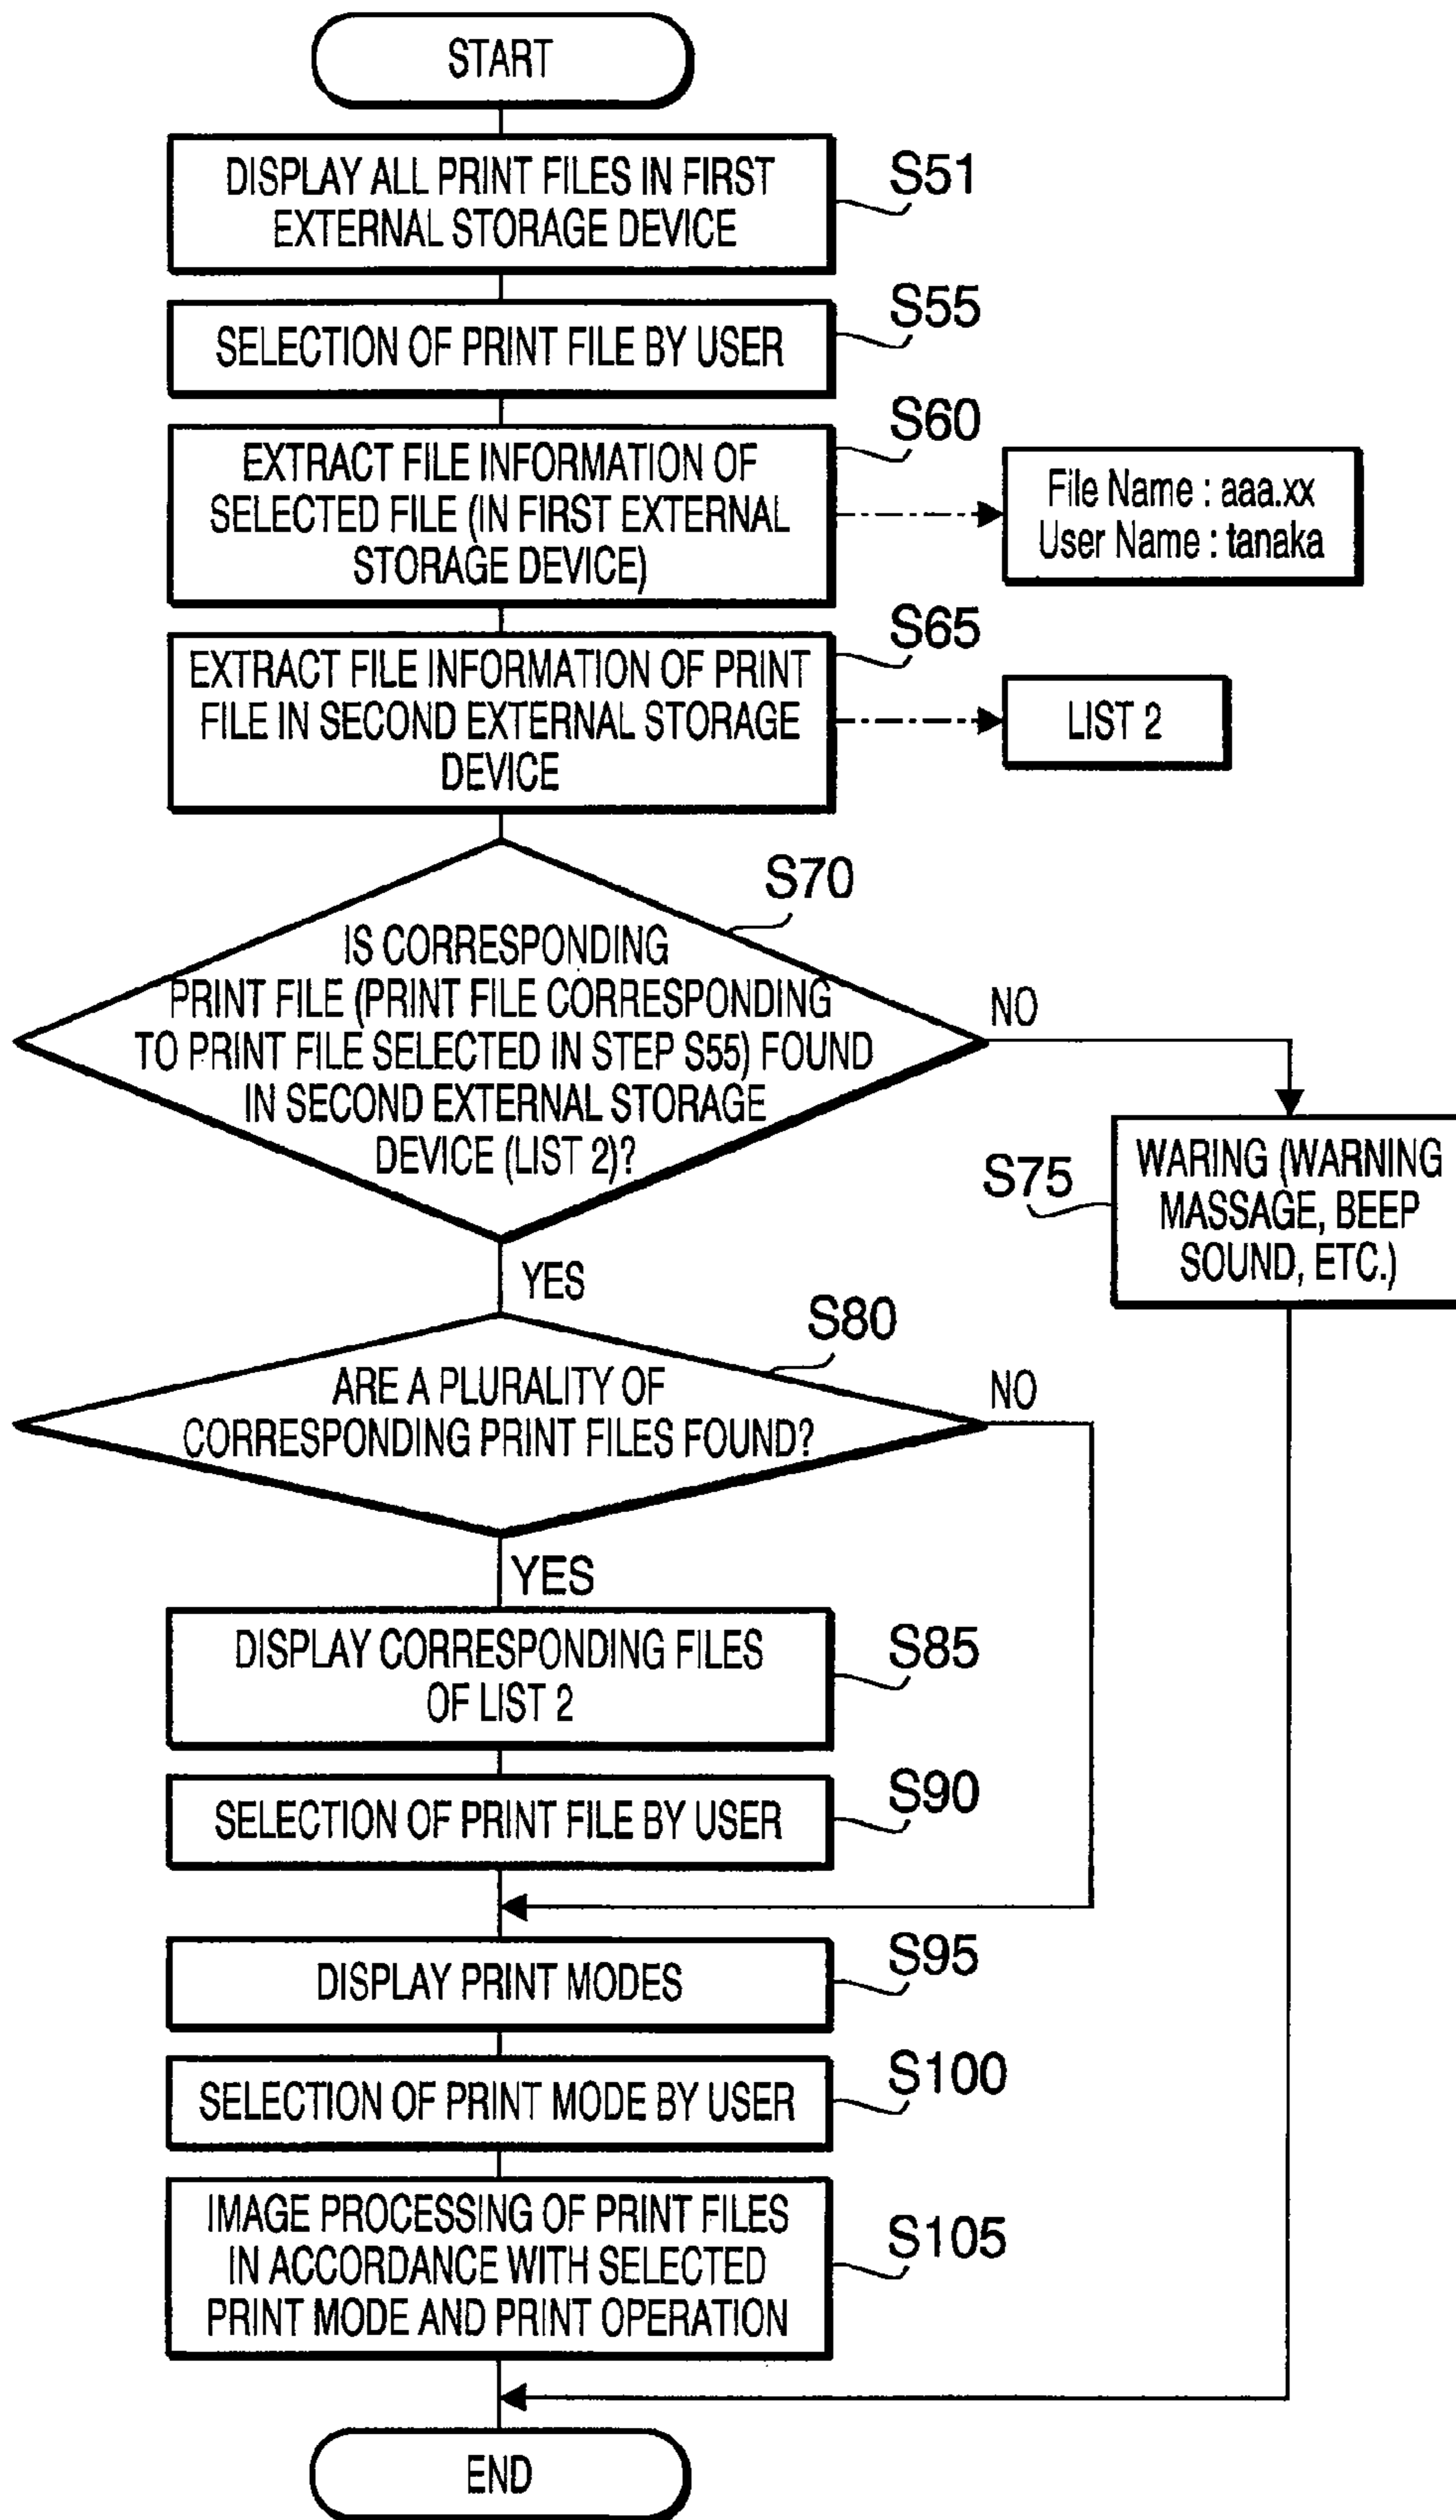 START
DISPLAY ALL PRINT FILES IN FIRST
EXTERNAL STORAGE DEVICE
S51
SELECTION OF PRINT FILE BY USER
S55
EXTRACT FILE INFORMATION OF
SELECTED FILE (IN FIRST EXTERNAL
STORAGE DEVICE)
S60
File Name : aaa.xx
User Name : tanaka
EXTRACT FILE INFORMATION OF PRINT
FILE IN SECOND EXTERNAL STORAGE
DEVICE
S65
LIST 2
S70
IS CORRESPONDING
PRINT FILE (PRINT FILE CORRESPONDING
TO PRINT FILE SELECTED IN STEP S55) FOUND
IN SECOND EXTERNAL STORAGE
DEVICE (LIST 2)?
NO
YES
S75
WARING (WARNING
MASSAGE, BEEP
SOUND, ETC.)
S80
ARE A PLURALITY OF
CORRESPONDING PRINT FILES FOUND?
NO
YES
DISPLAY CORRESPONDING FILES
OF LIST 2
S85
SELECTION OF PRINT FILE BY USER
S90
DISPLAY PRINT MODES
S95
SELECTION OF PRINT MODE BY USER
S100
IMAGE PROCESSING OF PRINT FILES
IN ACCORDANCE WITH SELECTED
PRINT MODE AND PRINT OPERATION
S105
END